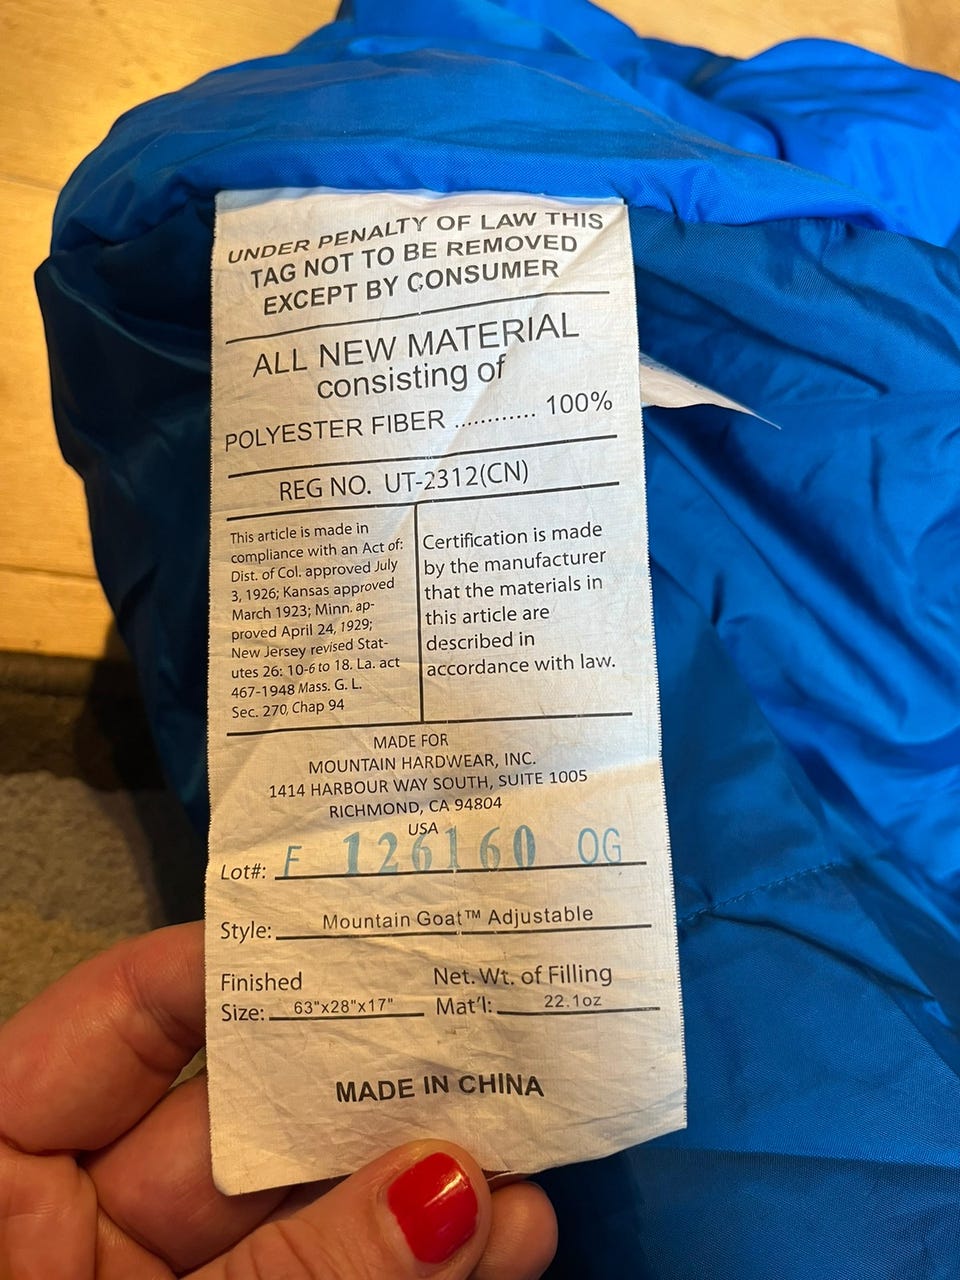 UNDER PENALTY OF LAW THIS
TAG NOT TO BE REMOVED
EXCEPT BY CONSUMER
ALL NEW MATERIAL
consisting of
POLYESTER FIBER ........... 100%
REG NO. UT-2312(CN)
This article is made in
compliance with an Act of:
Dist. of Col. approved July
3, 1926; Kansas approved
March 1923; Minn. ap-
proved April 24, 1929;
New Jersey revised Stat-
utes 26: 10-6 to 18. La. act
467-1948 Mass. G. L.
Sec. 270, Chap 94
Certification is made
by the manufacturer
that the materials in
this article are
described in
accordance with law.
MADE FOR
MOUNTAIN HARDWEAR, INC.
1414 HARBOUR WAY SOUTH, SUITE 1005
RICHMOND, CA 94804
USA
Lot#: F 126160 OG
Style: Mountain Goat™ Adjustable
Finished
Size: 63"x28"x17"
Net. Wt. of Filling
Mat'l: 22.1oz
MADE IN CHINA